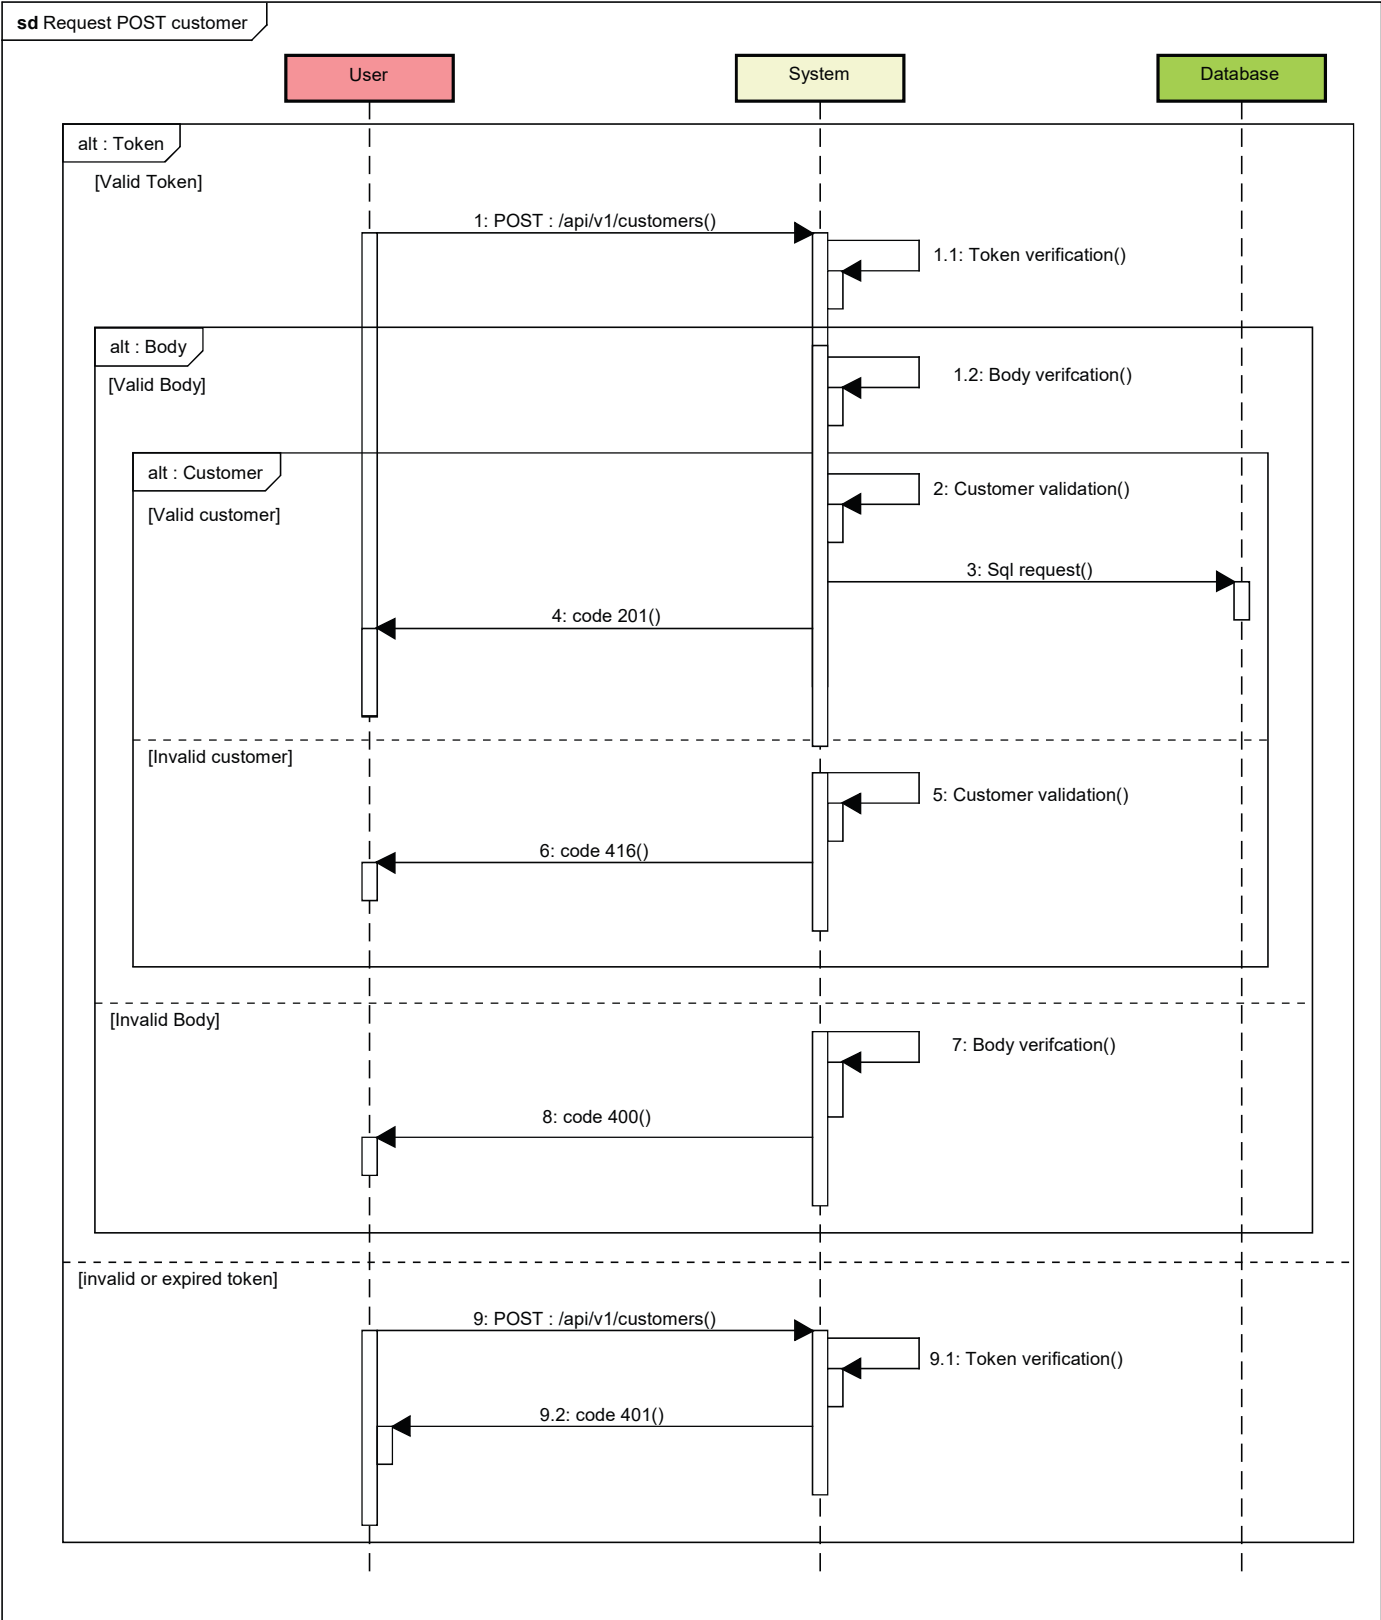 sd Request POST customer
User
System
Database
alt : Token
[Valid Token]
1: POST : /api/v1/customers()
1.1: Token verification()
alt : Body
[Valid Body]
1.2: Body verifcation()
alt : Customer
[Valid customer]
2: Customer validation()
3: Sql request()
4: code 201()
[Invalid customer]
5: Customer validation()
6: code 416()
[Invalid Body]
7: Body verifcation()
8: code 400()
[invalid or expired token]
9: POST : /api/v1/customers()
9.1: Token verification()
9.2: code 401()